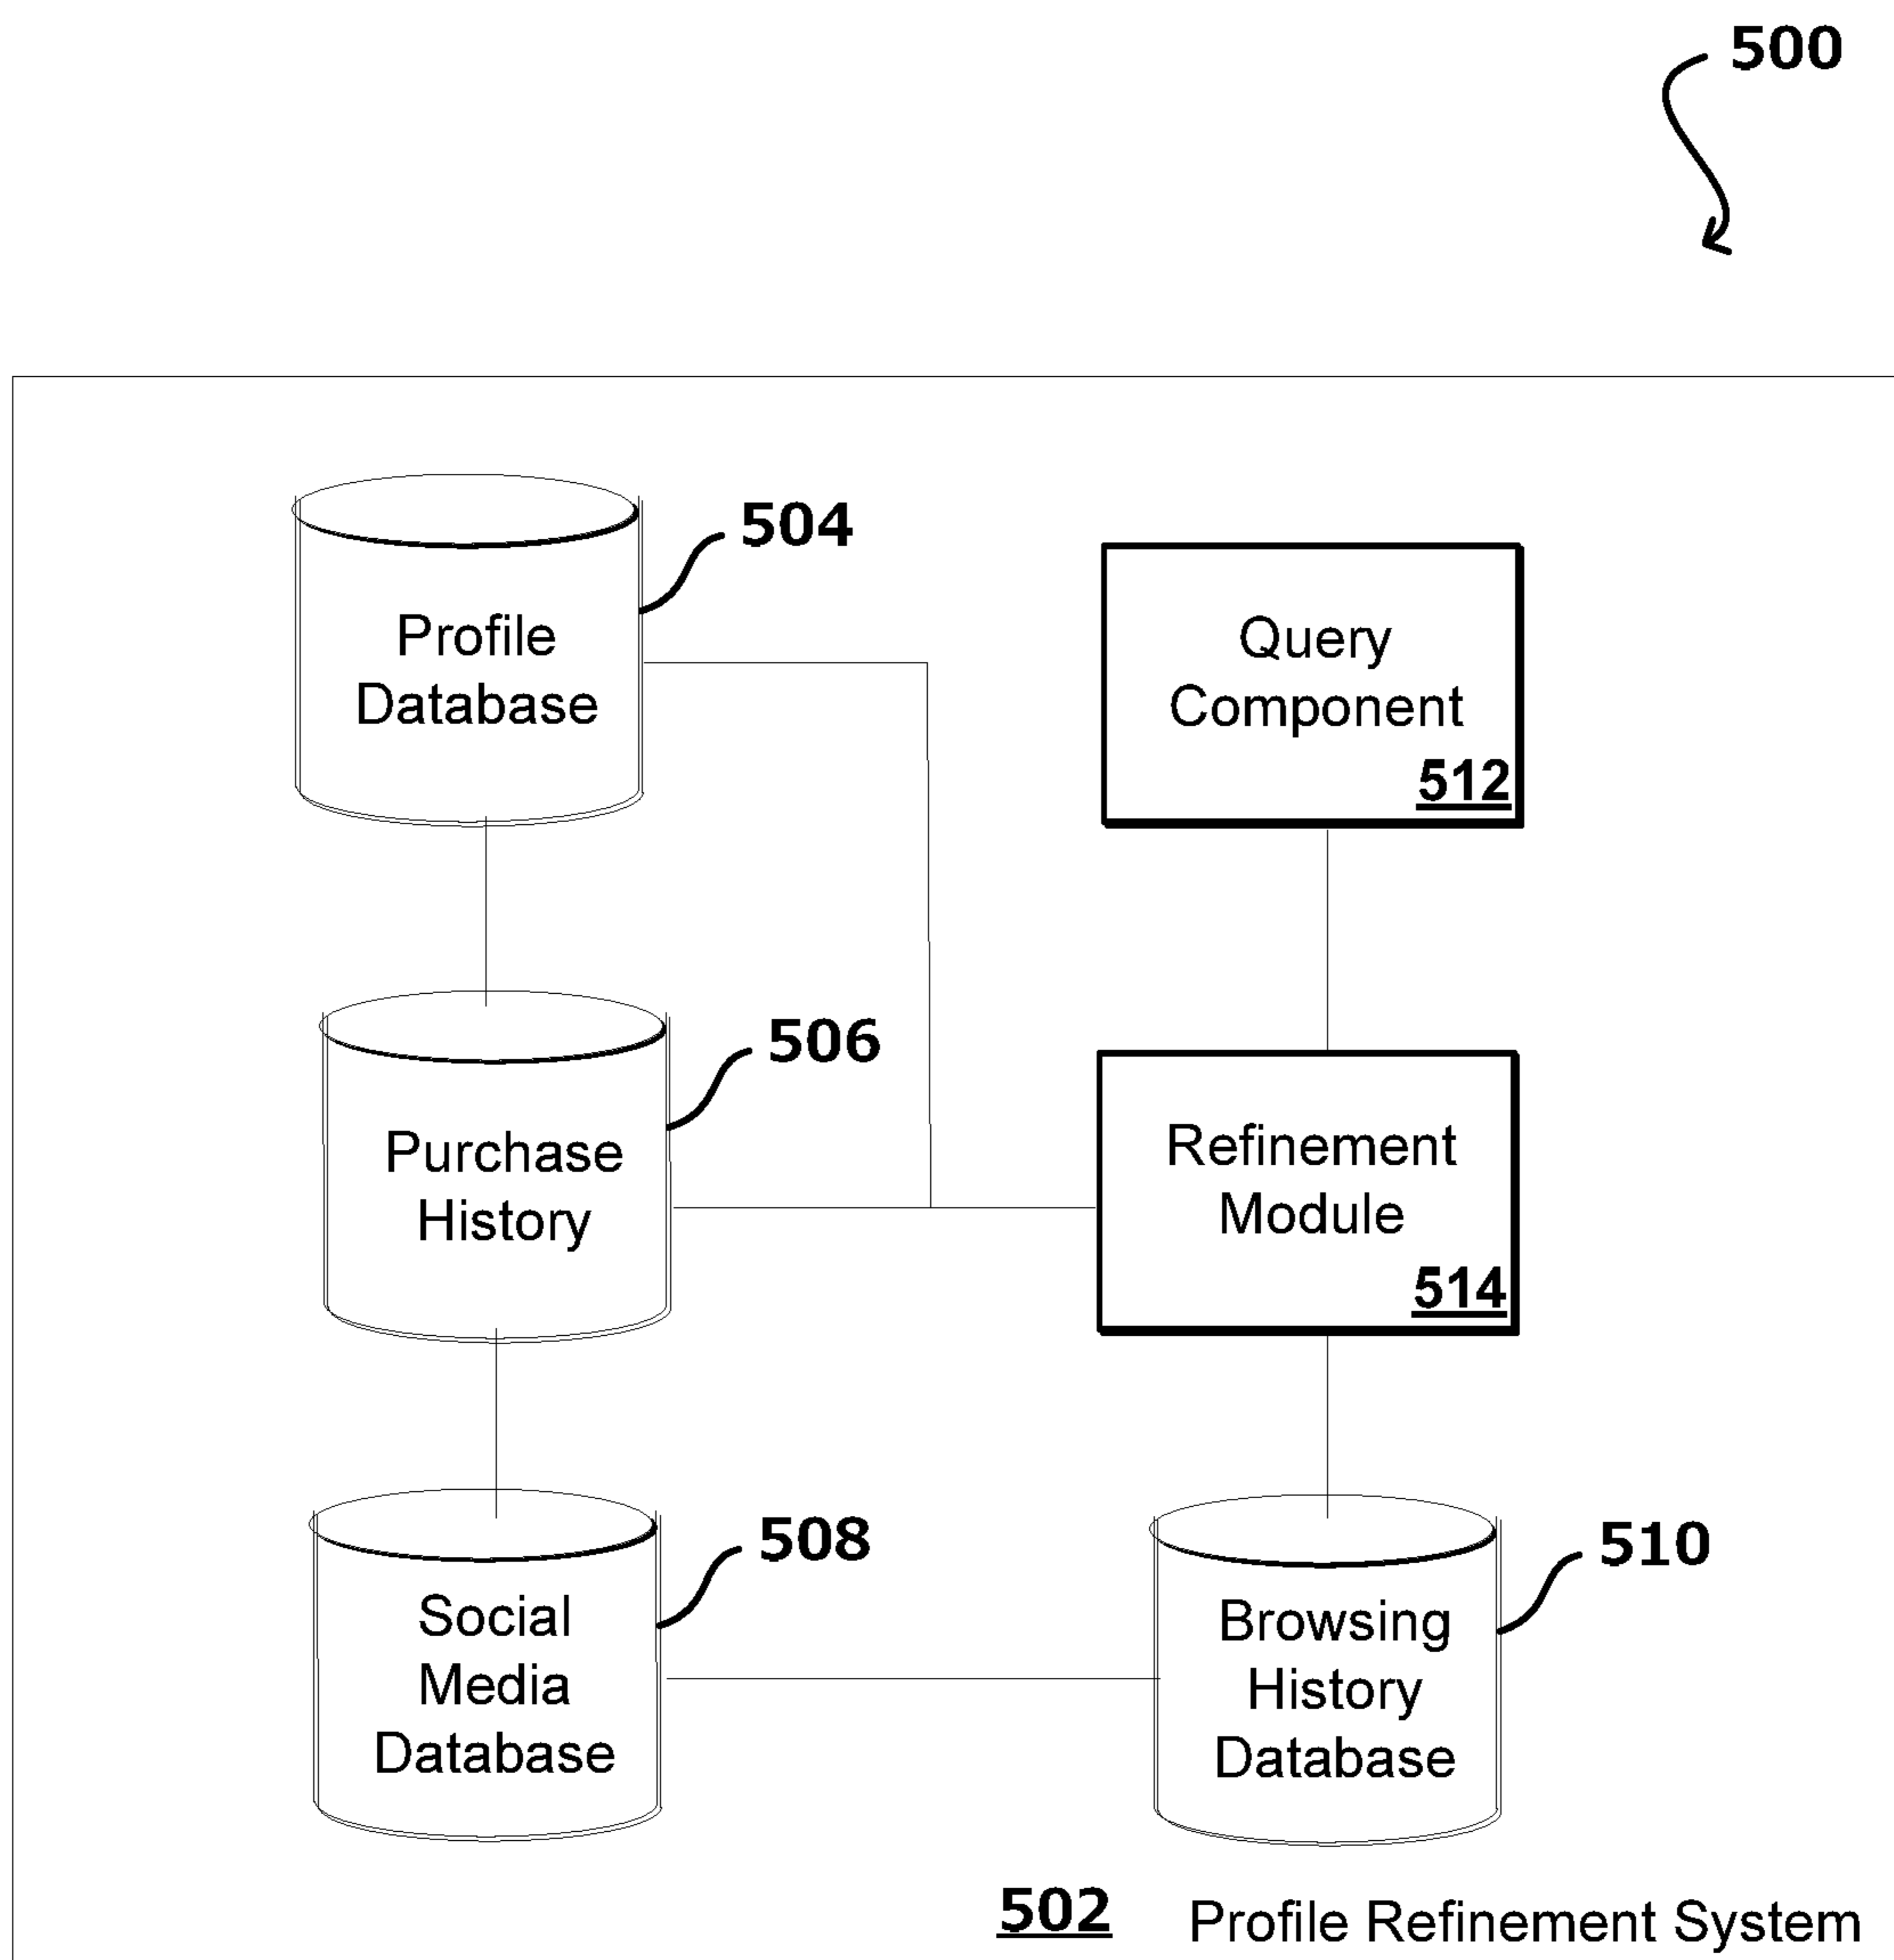 500
504
Profile
Database
Query
Component
512
506
Purchase
History
Refinement
Module
514
508
Social
Media
Database
510
Browsing
History
Database
502 Profile Refinement System